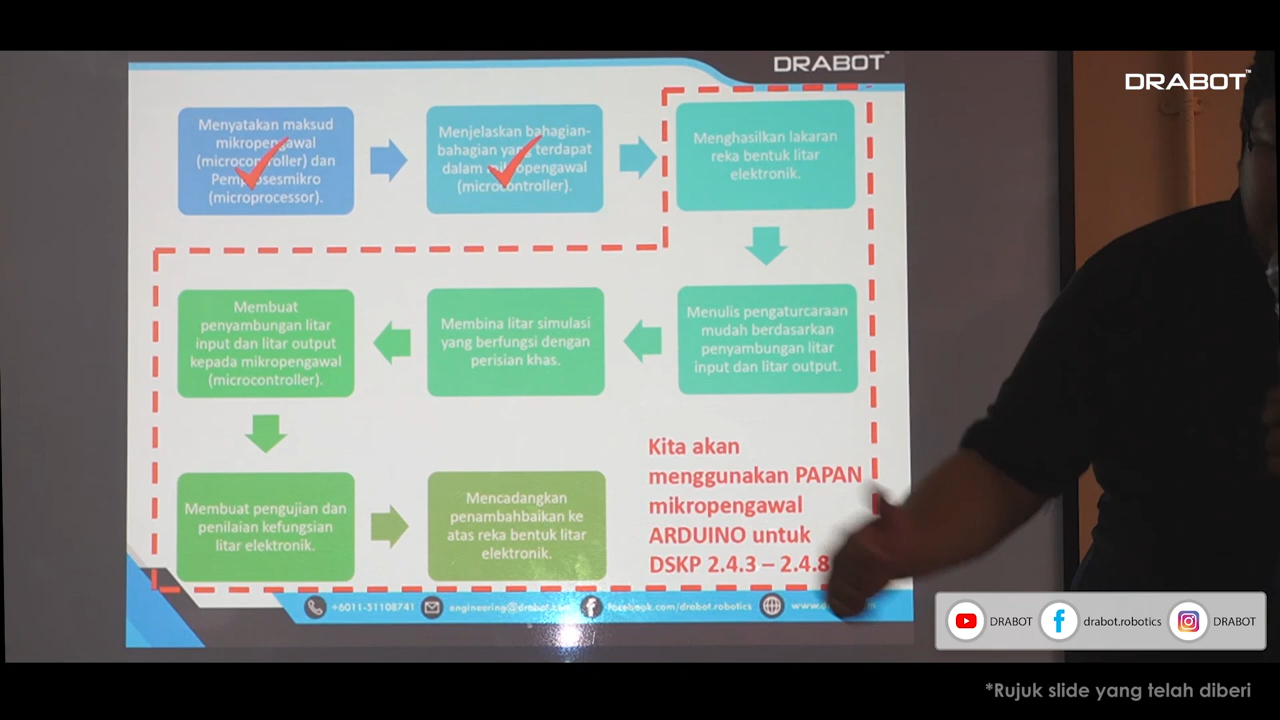 DRABOT™
DRABOT™
Menyatakan maksud
mikropengawal
(microcontroller) dan
Pemprosesmikro
(microprocessor).
Menjelaskan bahagian-
bahagian yang terdapat
dalam mikropengawal
(microcontroller).
Menghasilkan lakaran
reka bentuk litar
elektronik.
Membuat
penyambungan litar
input dan litar output
kepada mikropengawal
(microcontroller).
Membina litar simulasi
yang berfungsi dengan
perisian khas.
Menulis pengaturcaraan
mudah berdasarkan
penyambungan litar
input dan litar output.
Membuat pengujian dan
penilaian kefungsian
litar elektronik.
Mencadangkan
penambahbaikan ke
atas reka bentuk litar
elektronik.
Kita akan
menggunakan PAPAN
mikropengawal
ARDUINO untuk
DSKP 2.4.3 – 2.4.8
+6011-51108741
engineering@drabot.com
facebook.com/drabot.robotics
DRABOT
drabot.robotics
DRABOT
*Rujuk slide yang telah diberi